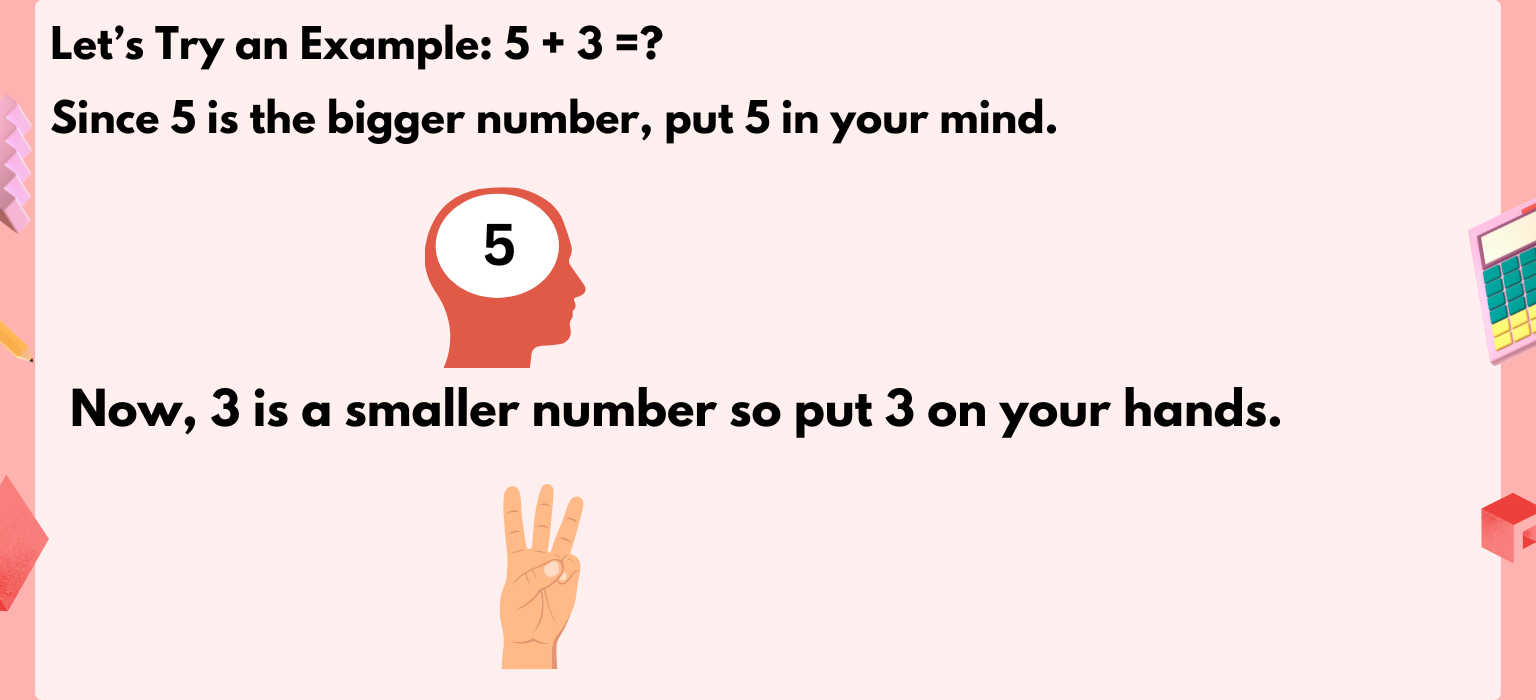 Let’s Try an Example: 5 + 3 =?
Since 5 is the bigger number, put 5 in your mind.
5
Now, 3 is a smaller number so put 3 on your hands.